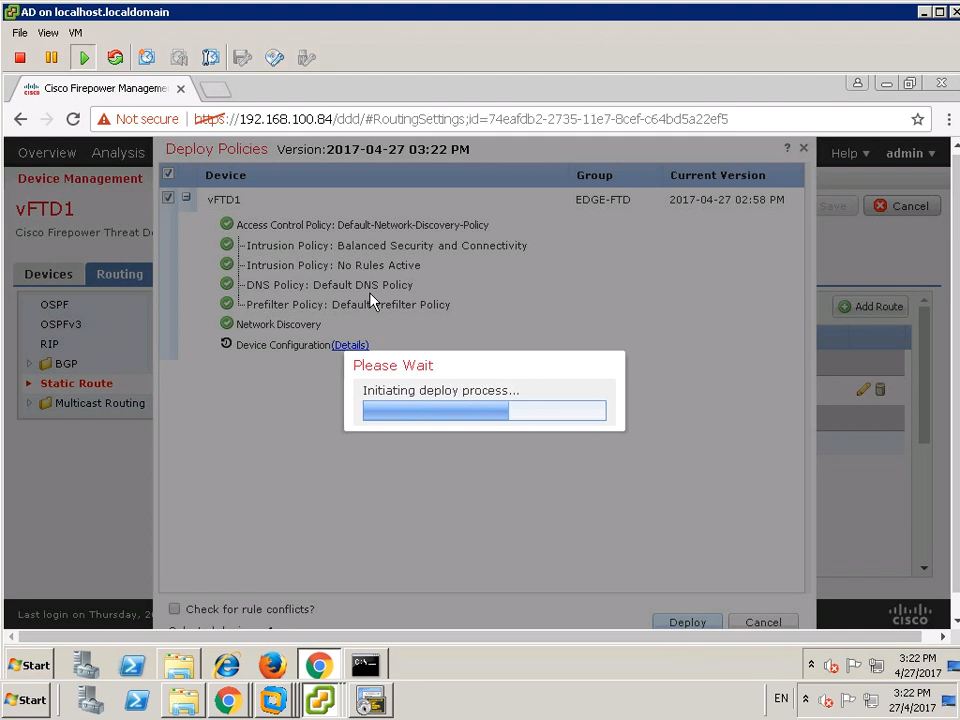 AD on localhost.localdomain
File View VM
Cisco Firepower Manageme
Not secure https://192.168.100.84/ddd/#RoutingSettings;id=74eafdb2-2735-11e7-8cef-c64bd5a22ef5
Overview Analysis Deploy Policies Version:2017-04-27 03:22 PM ? Help admin
Device Management Device Group Current Version
vFTD1 vFTD1 EDGE-FTD 2017-04-27 02:58 PM Save Cancel
Cisco Firepower Threat D
Access Control Policy: Default-Network-Discovery-Policy
Intrusion Policy: Balanced Security and Connectivity
Intrusion Policy: No Rules Active
Devices Routing DNS Policy: Default DNS Policy
OSPF Prefilter Policy: Default Prefilter Policy Add Route
OSPFv3 Network Discovery
RIP Device Configuration(Details)
BGP Please Wait
Static Route Initiating deploy process...
Multicast Routing
Check for rule conflicts?
Last login on Thursday, 2 Deploy Cancel cisco
Start 3:22 PM
4/27/2017
Start EN 3:22 PM
27/4/2017